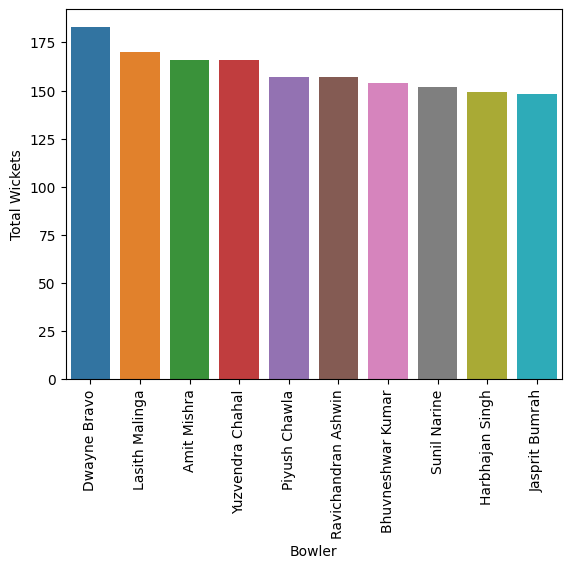 175
150
125
100
75
50
25
0
Total Wickets
Dwayne Bravo
Lasith Malinga
Amit Mishra
Yuzvendra Chahal
Piyush Chawla
Ravichandran Ashwin
Bhuvneshwar Kumar
Sunil Narine
Harbhajan Singh
Jasprit Bumrah
Bowler